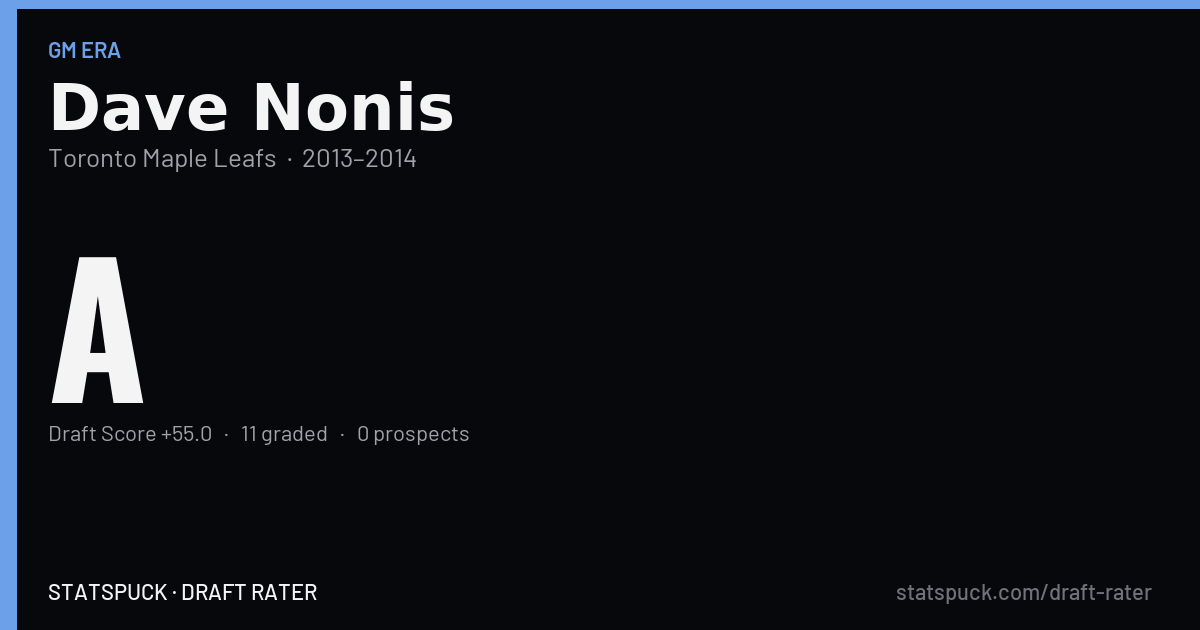 GM ERA
Dave Nonis
Toronto Maple Leafs · 2013–2014
A
Draft Score +55.0 · 11 graded · 0 prospects
STATSPUCK · DRAFT RATER
statspuck.com/draft-rater